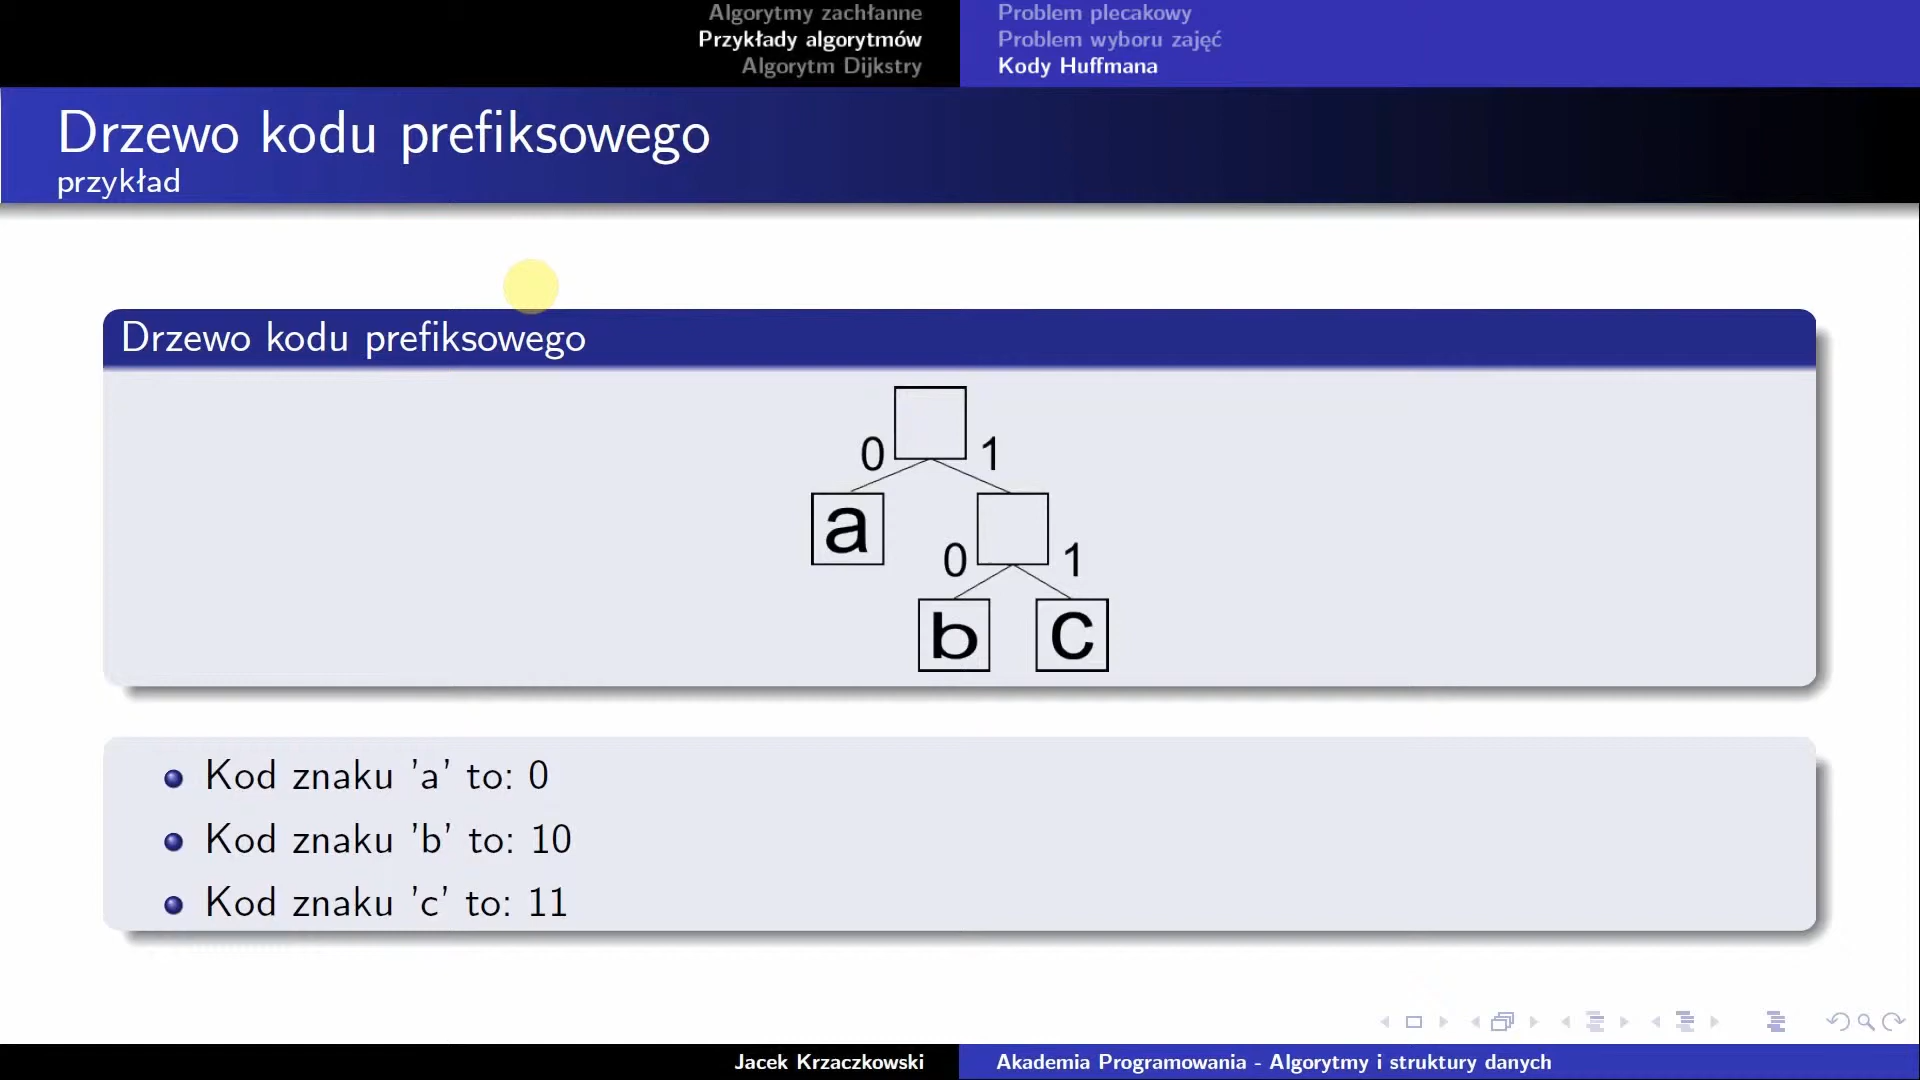 Algorytmy zachłanne
Przykłady algorytmów
Algorytm Dijkstry
Problem plecakowy
Problem wyboru zajęć
Kody Huffmana
Drzewo kodu prefiksowego
przykład
Drzewo kodu prefiksowego
0 1
a
0 1
b c
Kod znaku 'a' to: 0
Kod znaku 'b' to: 10
Kod znaku 'c' to: 11
Jacek Krzaczkowski
Akademia Programowania - Algorytmy i struktury danych